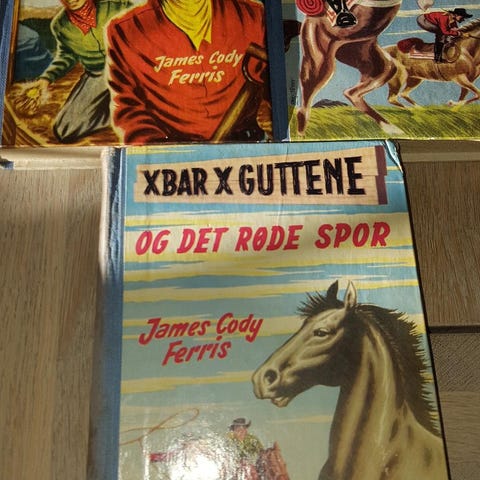 James Cody
Ferris
XBAR X GUTTENE
OG DET RØDE SPOR
James Cody
Ferris